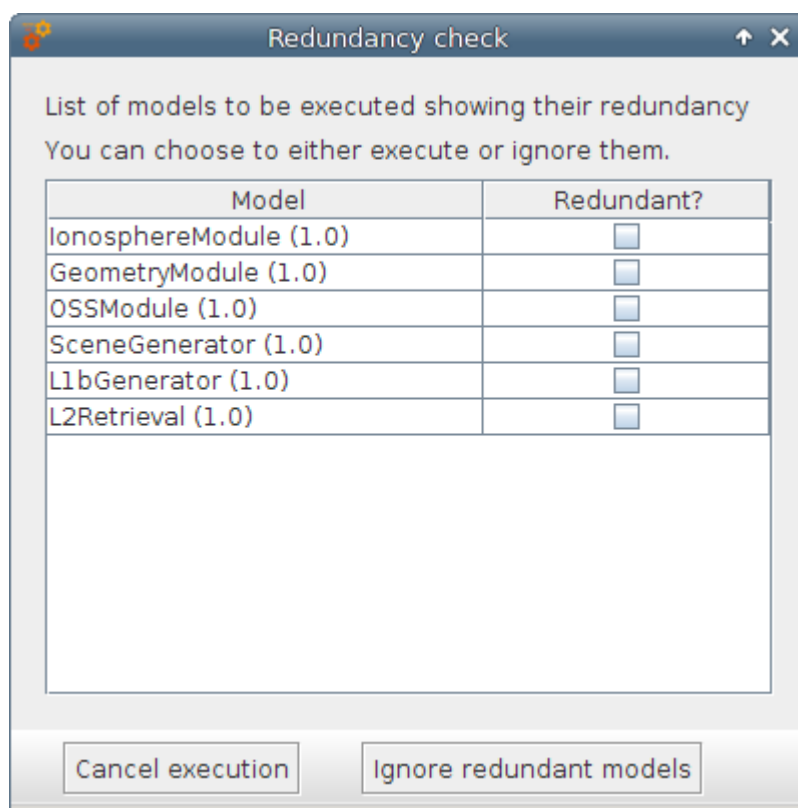 Redundancy check
List of models to be executed showing their redundancy
You can choose to either execute or ignore them.
Model Redundant?
IonosphereModule (1.0)
GeometryModule (1.0)
OSSModule (1.0)
SceneGenerator (1.0)
L1bGenerator (1.0)
L2Retrieval (1.0)
Cancel execution Ignore redundant models